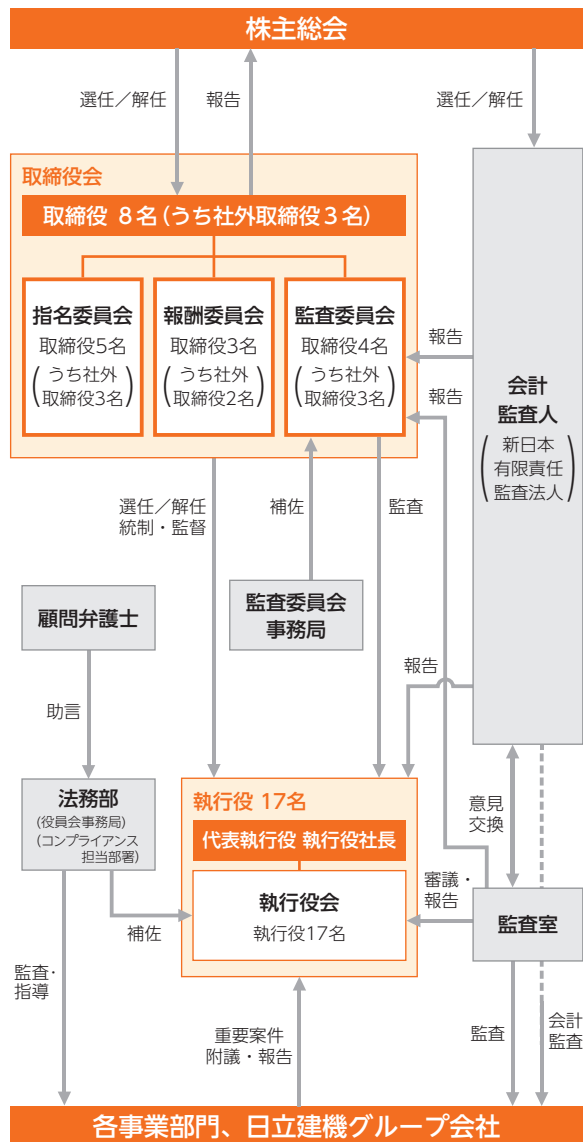 株主総会
選任／解任
報告
選任／解任
取締役会
取締役 8名(うち社外取締役3名)
指名委員会
取締役5名
(うち社外
取締役3名)
報酬委員会
取締役3名
(うち社外
取締役2名)
監査委員会
取締役4名
(うち社外
取締役3名)
報告
報告
会計
監査人
(新日本
有限責任
監査法人)
選任／解任
統制・監督
補佐
監査
顧問弁護士
監査委員会
事務局
報告
助言
法務部
(役員会事務局)
(コンプライアンス
担当部署)
執行役 17名
代表執行役 執行役社長
執行役会
執行役17名
意見
交換
審議・
報告
監査室
補佐
監査・
指導
重要案件
附議・報告
監査
会計
監査
各事業部門、日立建機グループ会社